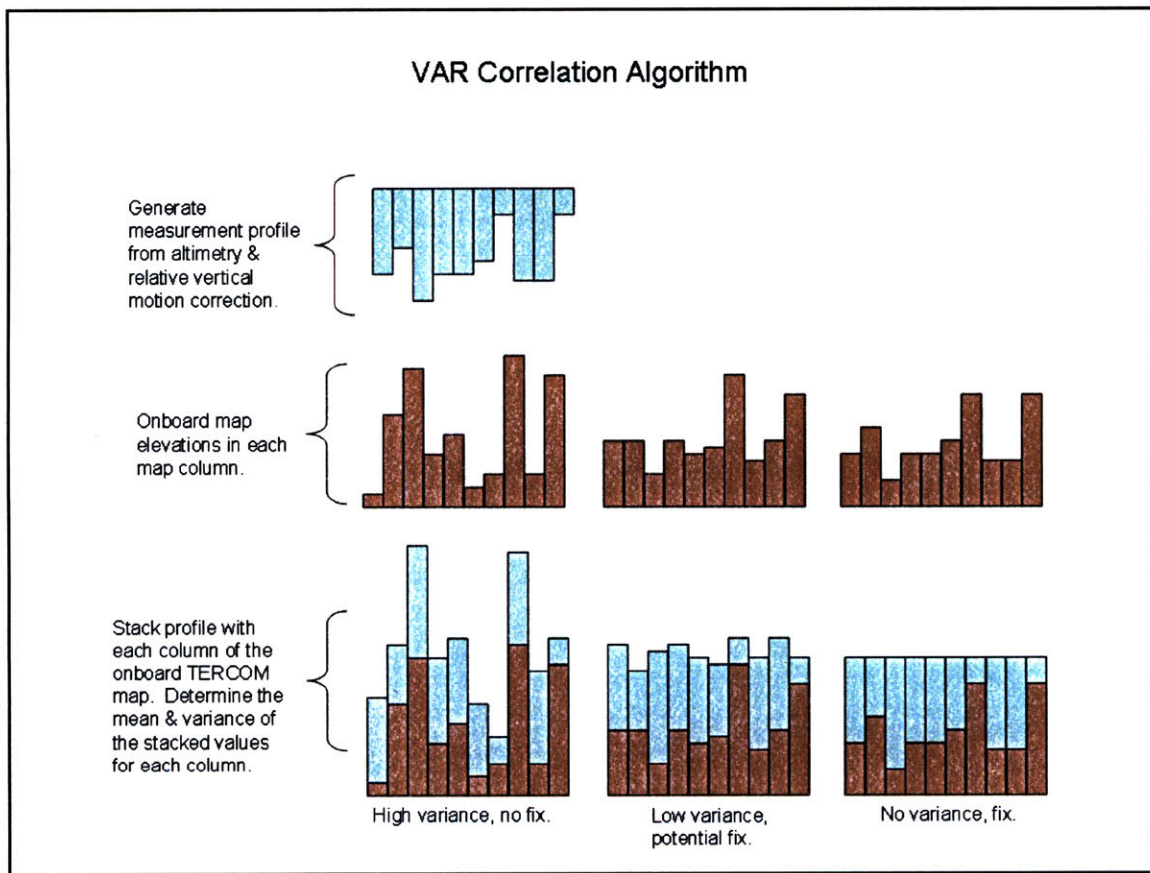 VAR Correlation Algorithm
Generate
measurement profile
from altimetry &
relative vertical
motion correction.
Onboard map
elevations in each
map column.
Stack profile with
each column of the
onboard TERCOM
map. Determine the
mean & variance of
the stacked values
for each column.
High variance, no fix.
Low variance,
potential fix.
No variance, fix.